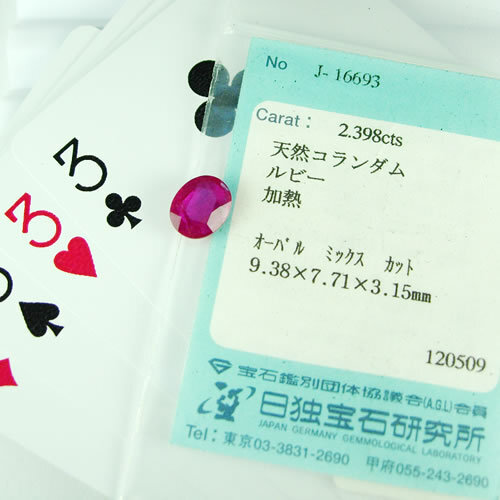 3
3
No J-16693
Carat: 2.398cts
天然コランダム
ルビー
加熱
ｵｰﾊﾞﾙ ﾐｯｸｽ ｶｯﾄ
9.38×7.71×3.15mm
120509
宝石鑑別団体協議会(A.G.L)会員
日独宝石研究所
JAPAN GERMANY GEMMOLOGICAL LABORATORY
Tel: 東京03-3831-2690 甲府055-243-2690